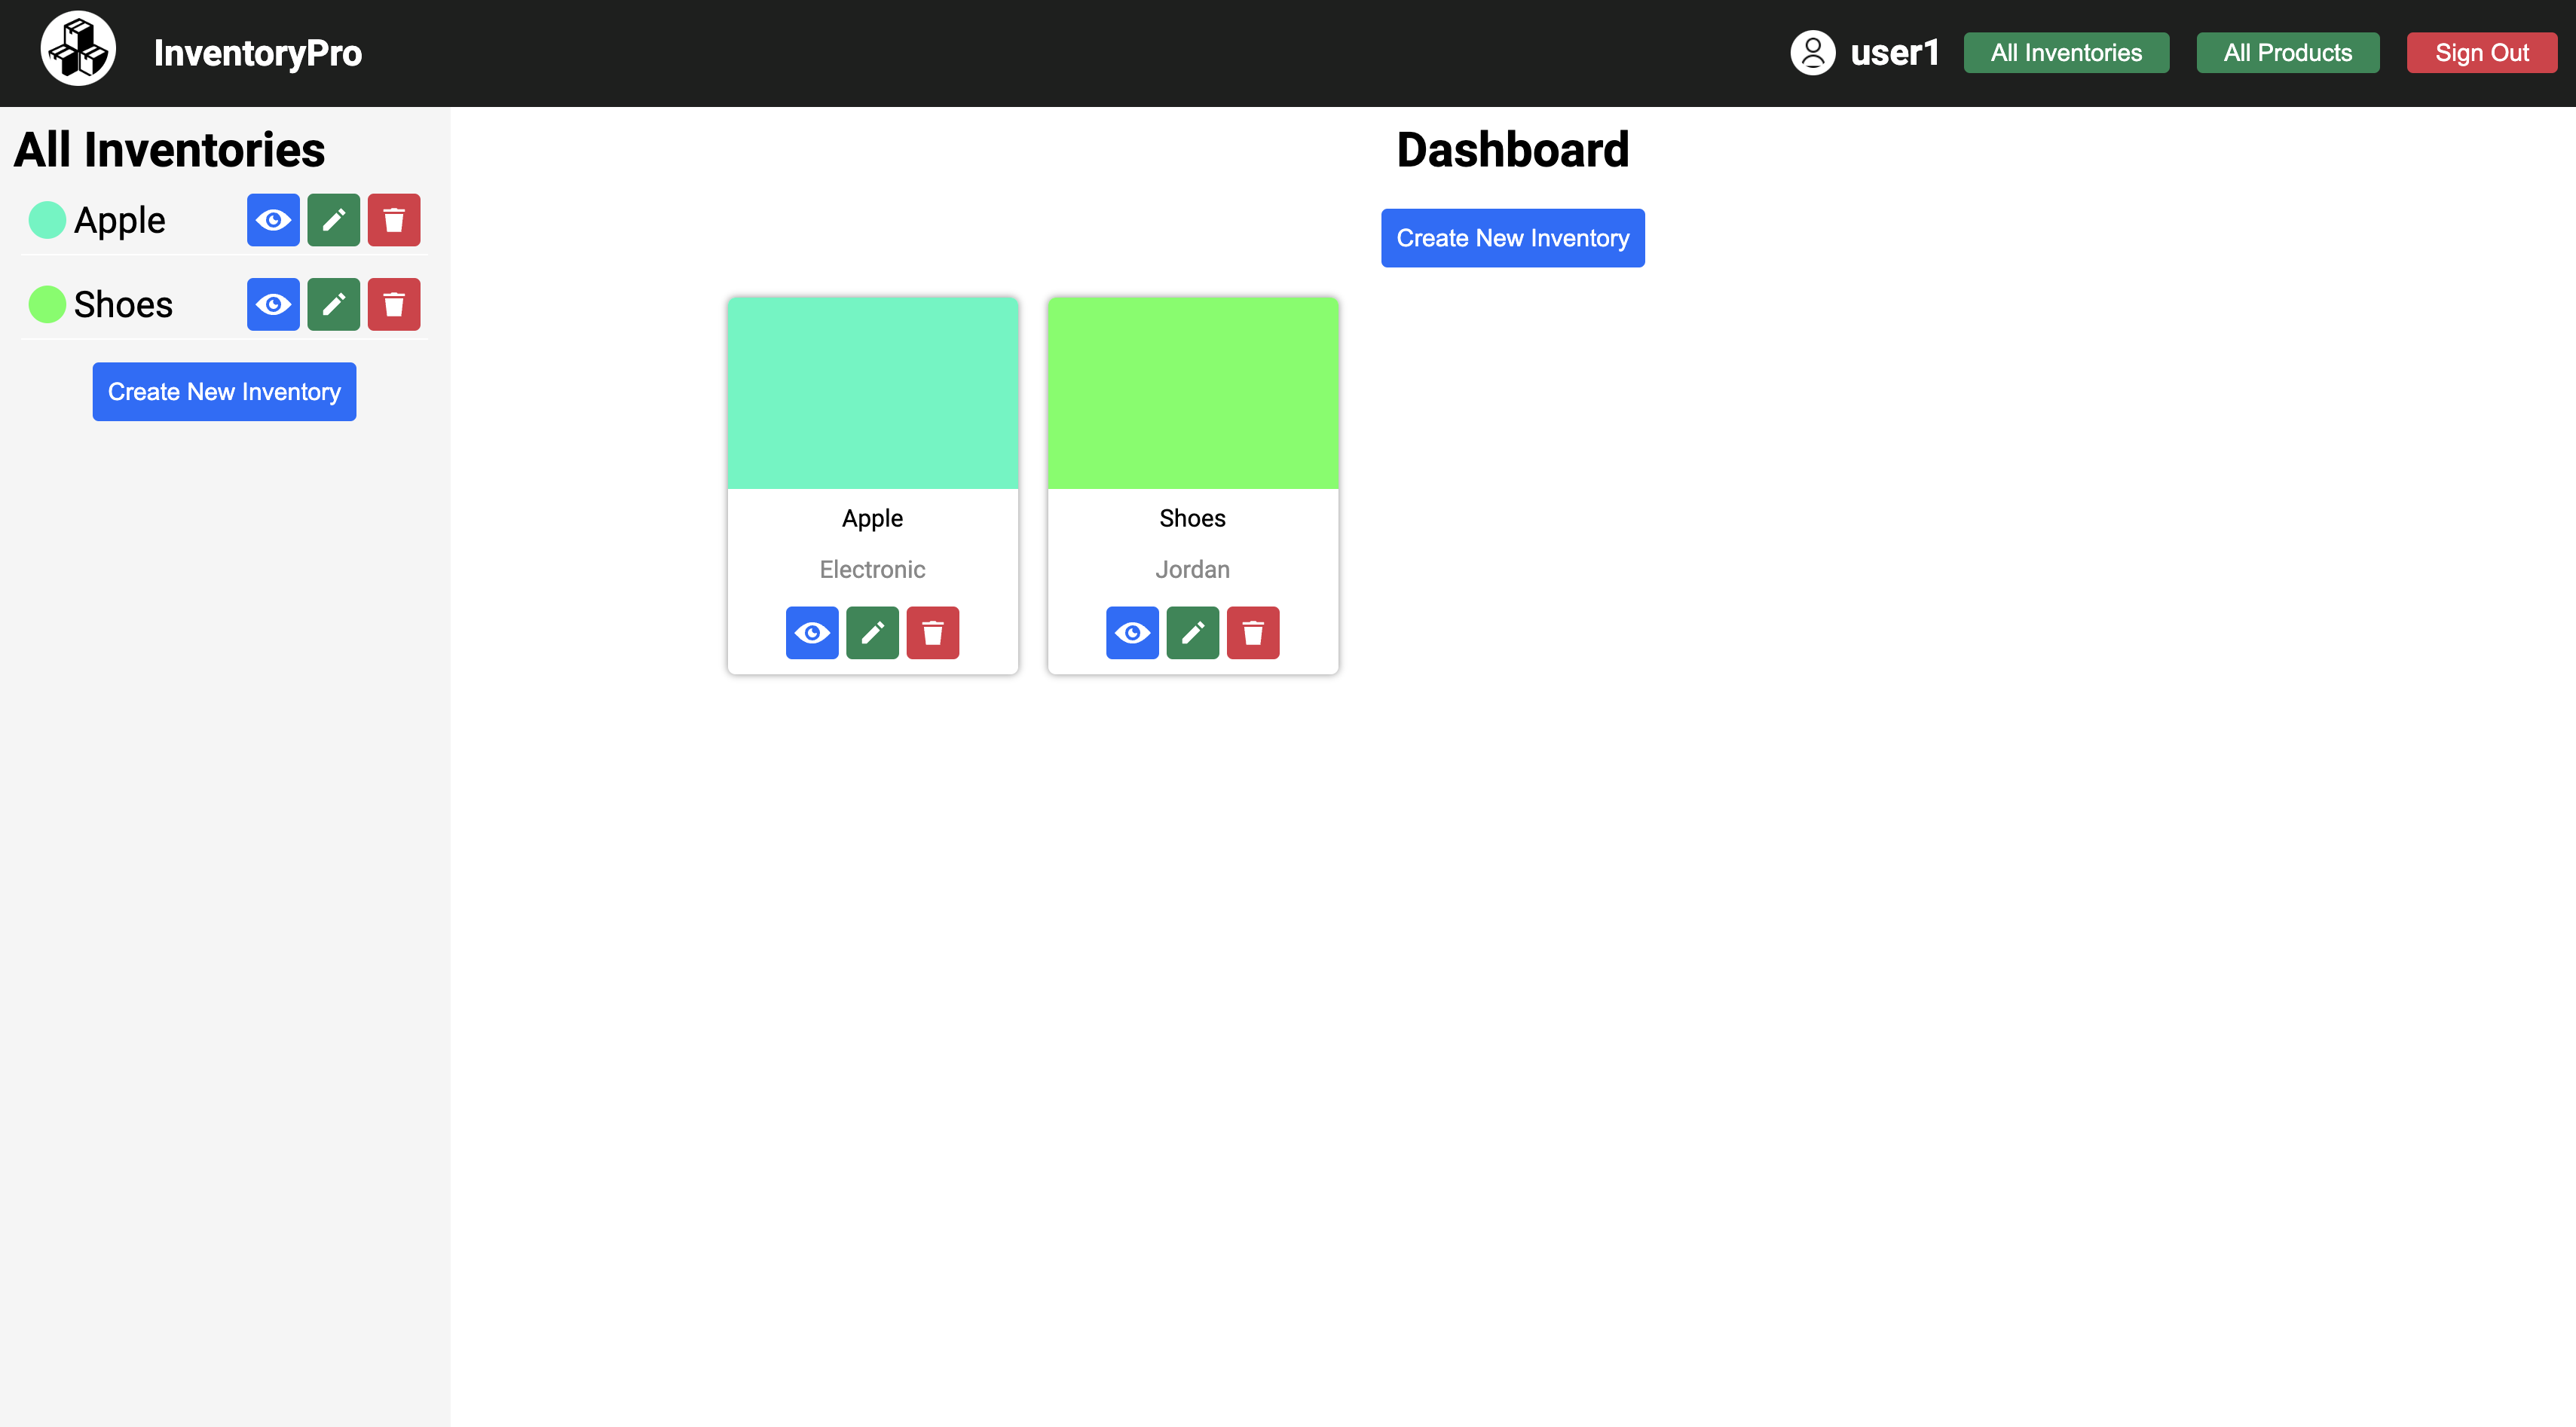 InventoryPro
user1
All Inventories
All Products
Sign Out
All Inventories
Apple
Shoes
Create New Inventory
Dashboard
Create New Inventory
Apple
Electronic
Shoes
Jordan